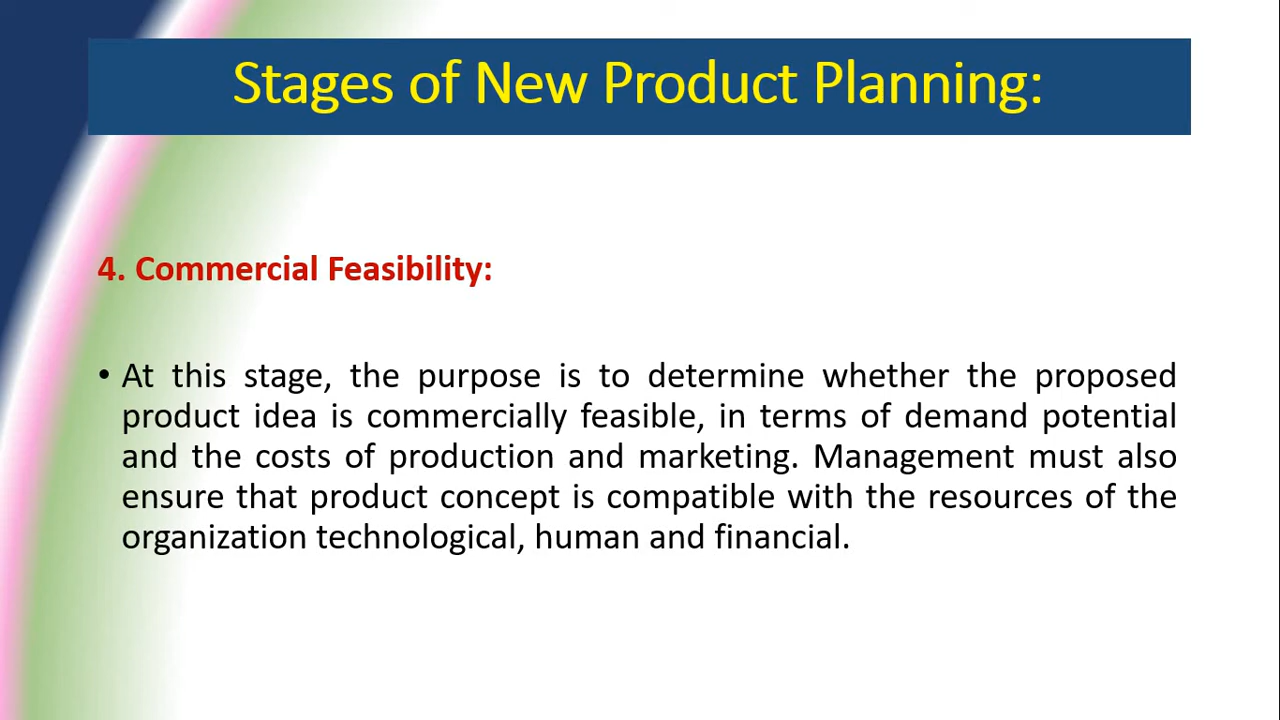 Stages of New Product Planning:
4. Commercial Feasibility:
• At this stage, the purpose is to determine whether the proposed
product idea is commercially feasible, in terms of demand potential
and the costs of production and marketing. Management must also
ensure that product concept is compatible with the resources of the
organization technological, human and financial.